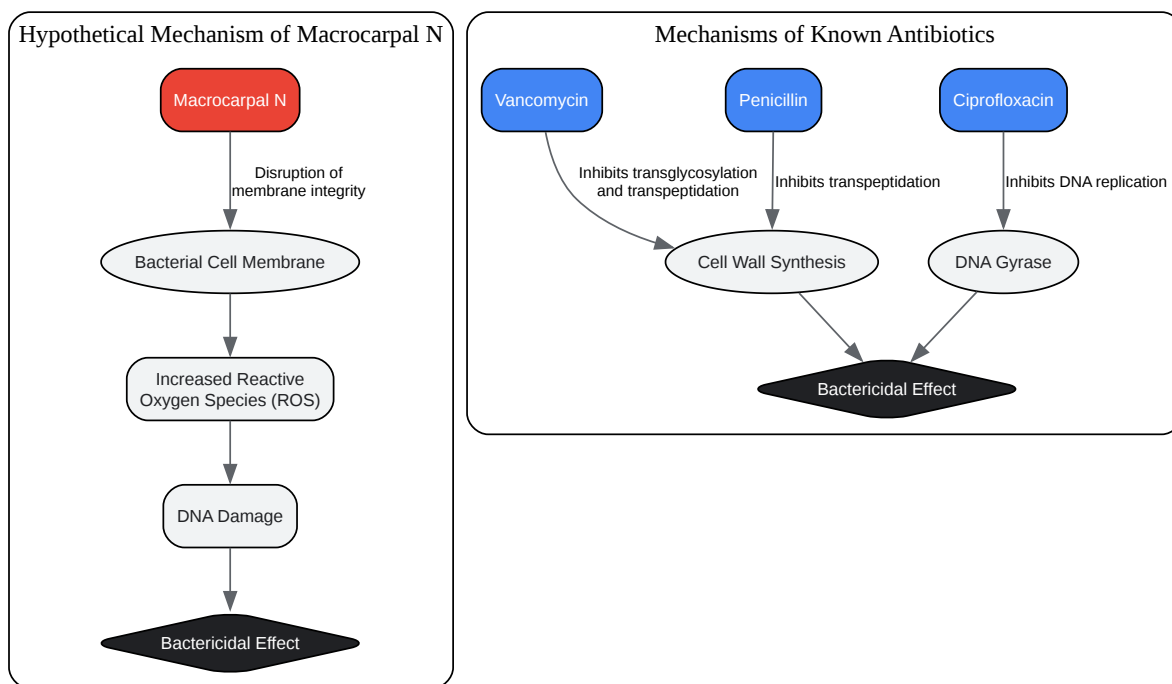 Hypothetical Mechanism of Macrocarpal N
Macrocarpal N
Disruption of
membrane integrity
Bacterial Cell Membrane
Increased Reactive
Oxygen Species (ROS)
DNA Damage
Bactericidal Effect
Mechanisms of Known Antibiotics
Vancomycin
Penicillin
Ciprofloxacin
Inhibits transglycosylation
and transpeptidation
Inhibits transpeptidation
Inhibits DNA replication
Cell Wall Synthesis
DNA Gyrase
Bactericidal Effect